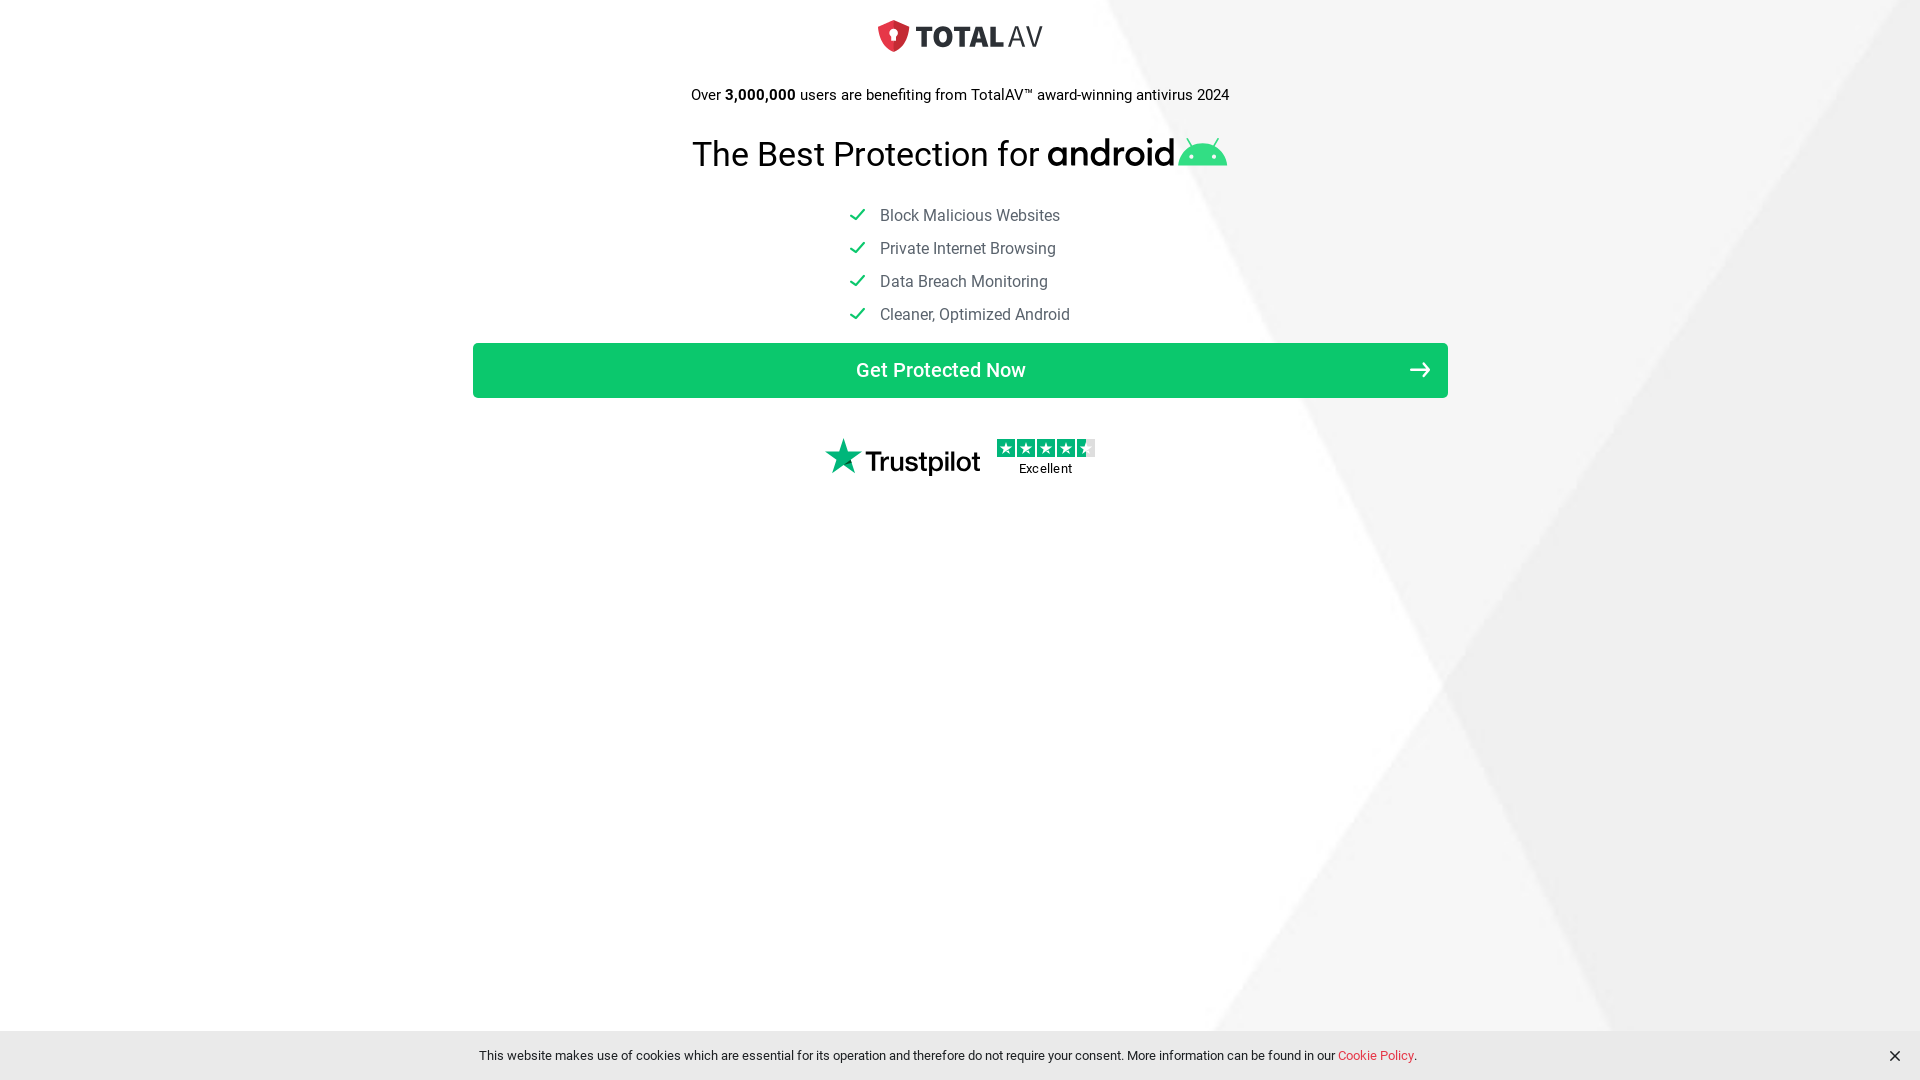 TOTAL AV
Over 3,000,000 users are benefiting from TotalAV™ award-winning antivirus 2024
The Best Protection for android
Block Malicious Websites
Private Internet Browsing
Data Breach Monitoring
Cleaner, Optimized Android
Get Protected Now
Trustpilot
Excellent
This website makes use of cookies which are essential for its operation and therefore do not require your consent. More information can be found in our Cookie Policy.